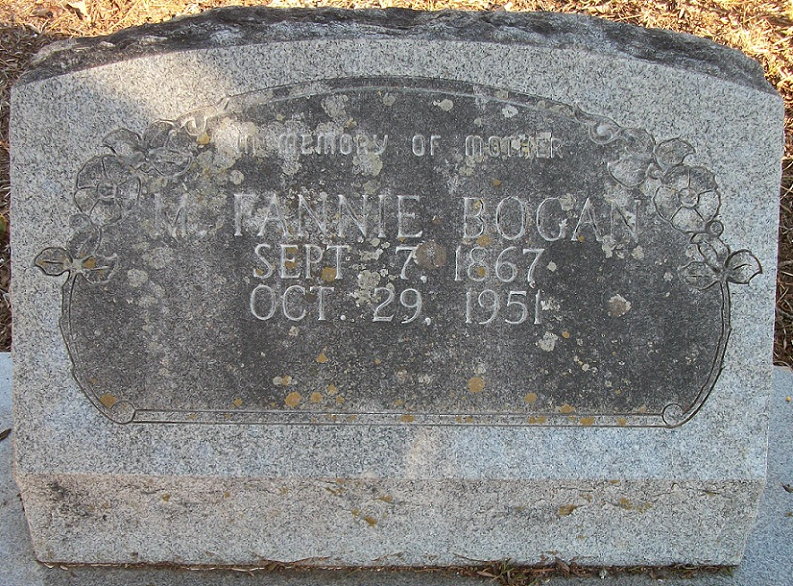 IN MEMORY OF MOTHER
M. FANNIE BOGAN
SEPT. 7, 1867
OCT. 29, 1951